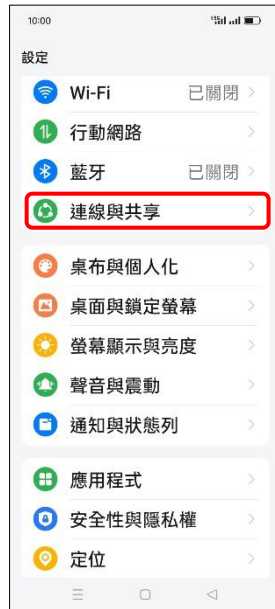 10:00
設定
Wi-Fi 已關閉
行動網路
藍牙 已關閉
連線與共享
桌布與個人化
桌面與鎖定螢幕
螢幕顯示與亮度
聲音與震動
通知與狀態列
應用程式
安全性與隱私權
定位